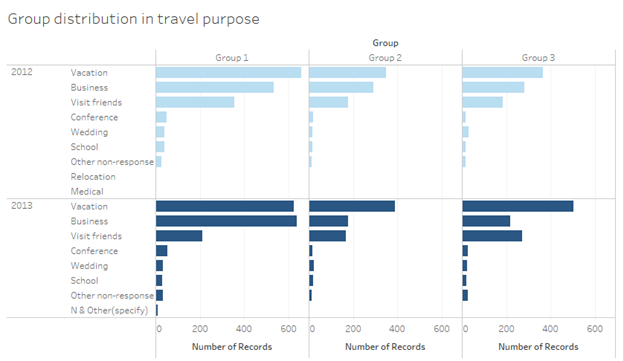 Group distribution in travel purpose
Group
Group 1 Group 2 Group 3
2012 Vacation
Business
Visit friends
Conference
Wedding
School
Other non-response
Relocation
Medical
2013 Vacation
Business
Visit friends
Conference
Wedding
School
Other non-response
N & Other(specify)
0 200 400 600 0 200 400 600 0 200 400 600
Number of Records Number of Records Number of Records